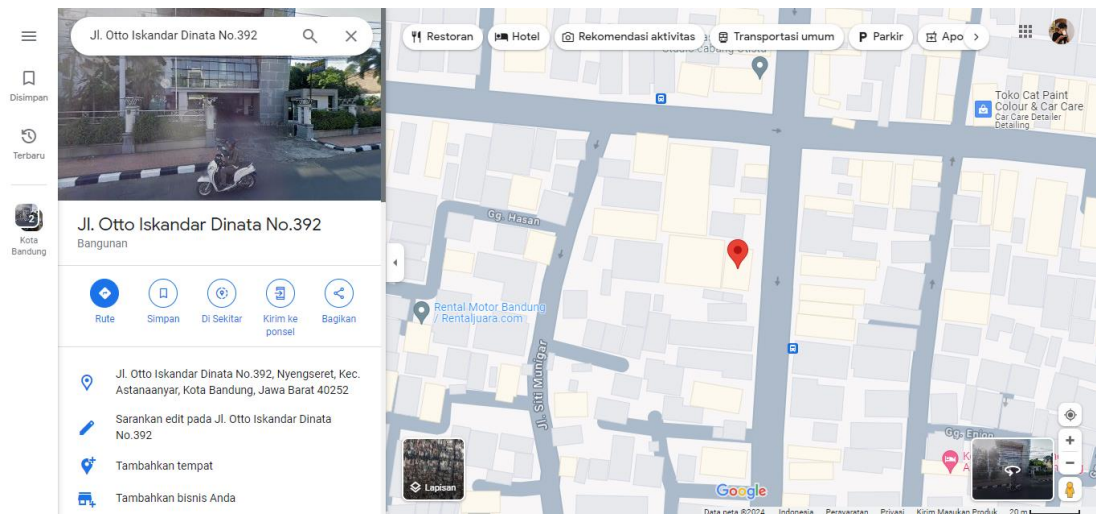 Jl. Otto Iskandar Dinata No.392
Disimpan
Terbaru
2
Kota
Bandung
Jl. Otto Iskandar Dinata No.392
Bangunan
Rute
Simpan
Di Sekitar
Kirim ke
ponsel
Bagikan
Jl. Otto Iskandar Dinata No.392, Nyengseret, Kec.
Astanaanyar, Kota Bandung, Jawa Barat 40252
Sarankan edit pada Jl. Otto Iskandar Dinata
No.392
Tambahkan tempat
Tambahkan bisnis Anda
Restoran
Hotel
Rekomendasi aktivitas
Transportasi umum
P Parkir
Apo
Toko Cat Paint
Colour & Car Care
Car Care Detailer
Detailing
Gg. Hasan
Rental Motor Bandung
/ Rentaljuara.com
Jl. Siti Munigar
Gg. Enjon
Lapisan
Google
Data peta ©2024 Indonesia Persyaratan Privasi Kirim Masukan Produk 20 m